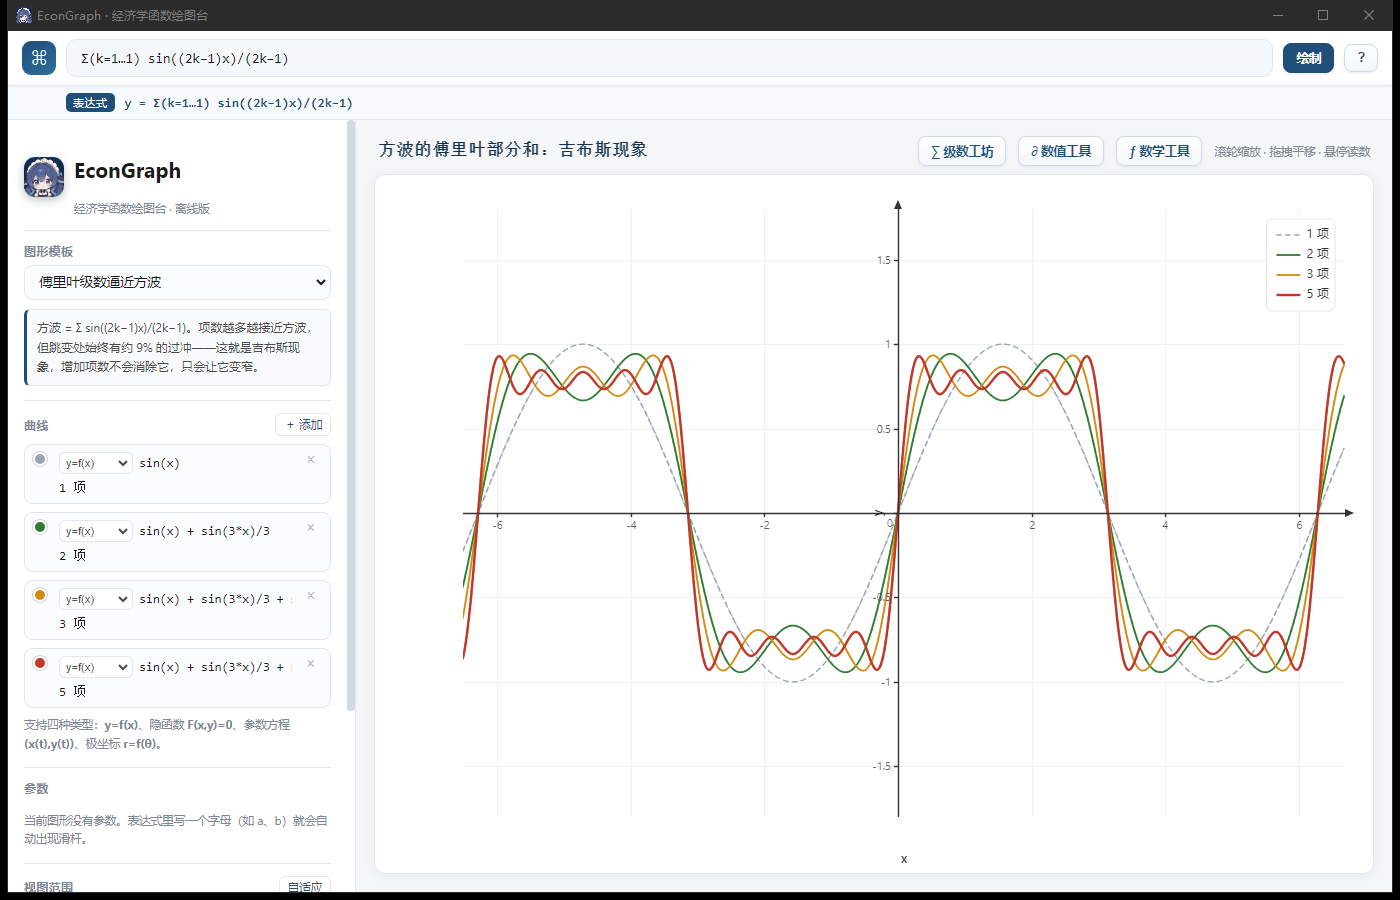 EconGraph · 经济学函数绘图台
⌘
Σ(k=1…1) sin((2k−1)x)/(2k−1)
绘制
?
表达式 y = Σ(k=1…1) sin((2k−1)x)/(2k−1)
EconGraph
经济学函数绘图台 · 离线版
图形模板
傅里叶级数逼近方波
方波 = Σ sin((2k−1)x)/(2k−1)。项数越多越接近方波，
但跳变处始终有约 9% 的过冲——这就是吉布斯现
象，增加项数不会消除它，只会让它变窄。
曲线
+ 添加
y=f(x) sin(x) ×
1 项
y=f(x) sin(x) + sin(3*x)/3 ×
2 项
y=f(x) sin(x) + sin(3*x)/3 + ×
3 项
y=f(x) sin(x) + sin(3*x)/3 + ×
5 项
支持四种类型：y=f(x)、隐函数 F(x,y)=0、参数方程
(x(t),y(t))、极坐标 r=f(θ)。
参数
当前图形没有参数。表达式里写一个字母（如 a、b）就会自
动出现滑杆。
视图范围
自适应
方波的傅里叶部分和：吉布斯现象
∑ 级数工坊
∂ 数值工具
ƒ 数学工具
滚轮缩放 · 拖拽平移 · 悬停读数
1 项
2 项
3 项
5 项
1.5
1
0.5
-6 -4 -2 0 2 4 6
-0.5
-1
-1.5
x